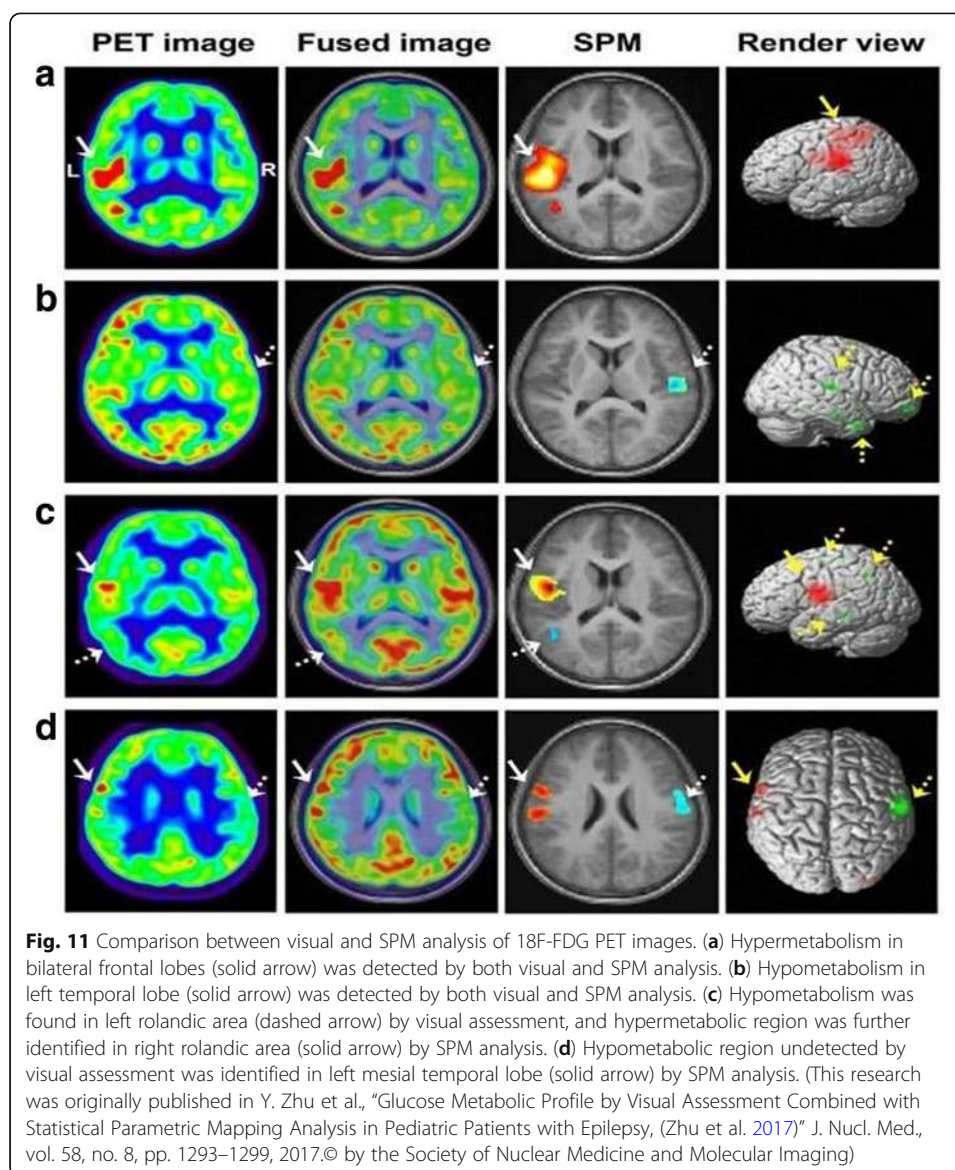 PET image Fused image SPM Render view
a
L R
b
c
d
Fig. 11 Comparison between visual and SPM analysis of 18F-FDG PET images. (a) Hypermetabolism in
bilateral frontal lobes (solid arrow) was detected by both visual and SPM analysis. (b) Hypometabolism in
left temporal lobe (solid arrow) was detected by both visual and SPM analysis. (c) Hypometabolism was
found in left rolandic area (dashed arrow) by visual assessment, and hypermetabolic region was further
identified in right rolandic area (solid arrow) by SPM analysis. (d) Hypometabolic region undetected by
visual assessment was identified in left mesial temporal lobe (solid arrow) by SPM analysis. (This research
was originally published in Y. Zhu et al., “Glucose Metabolic Profile by Visual Assessment Combined with
Statistical Parametric Mapping Analysis in Pediatric Patients with Epilepsy, (Zhu et al. 2017)” J. Nucl. Med.,
vol. 58, no. 8, pp. 1293–1299, 2017.© by the Society of Nuclear Medicine and Molecular Imaging)